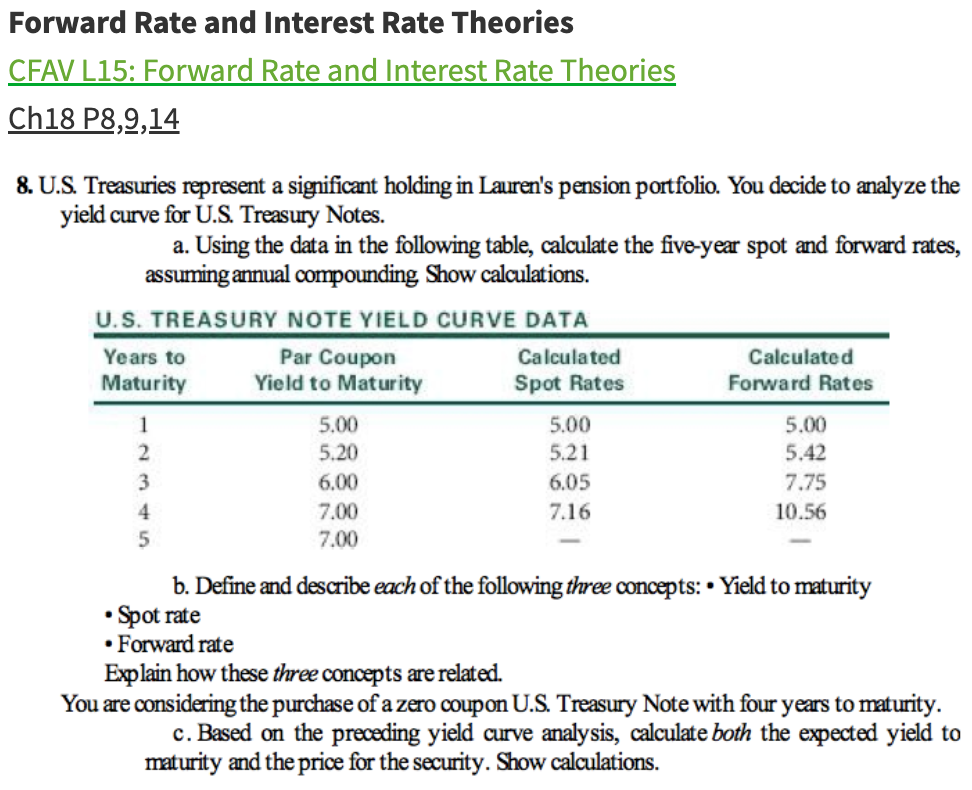 Forward Rate and Interest Rate Theories
CFAV L15: Forward Rate and Interest Rate Theories
Ch18 P8,9,14
8. U.S. Treasuries represent a significant holding in Lauren's pension portfolio. You decide to analyze the
yield curve for U.S. Treasury Notes.
a. Using the data in the following table, calculate the five-year spot and forward rates,
assuming annual compounding. Show calculations.
U.S. TREASURY NOTE YIELD CURVE DATA
Years to Par Coupon Calculated Calculated
Maturity Yield to Maturity Spot Rates Forward Rates
1 5.00 5.00 5.00
2 5.20 5.21 5.42
3 6.00 6.05 7.75
4 7.00 7.16 10.56
5 7.00 — —
b. Define and describe each of the following three concepts: • Yield to maturity
• Spot rate
• Forward rate
Explain how these three concepts are related.
You are considering the purchase of a zero coupon U.S. Treasury Note with four years to maturity.
c. Based on the preceding yield curve analysis, calculate both the expected yield to
maturity and the price for the security. Show calculations.